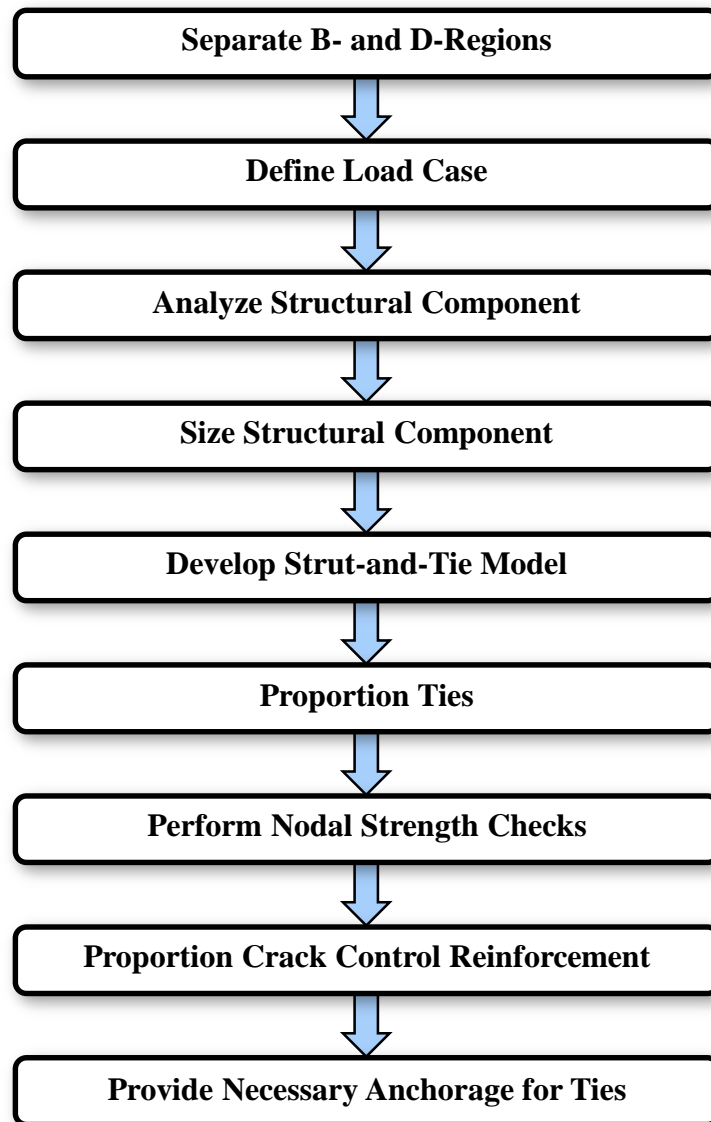 Separate B- and D-Regions
Define Load Case
Analyze Structural Component
Size Structural Component
Develop Strut-and-Tie Model
Proportion Ties
Perform Nodal Strength Checks
Proportion Crack Control Reinforcement
Provide Necessary Anchorage for Ties